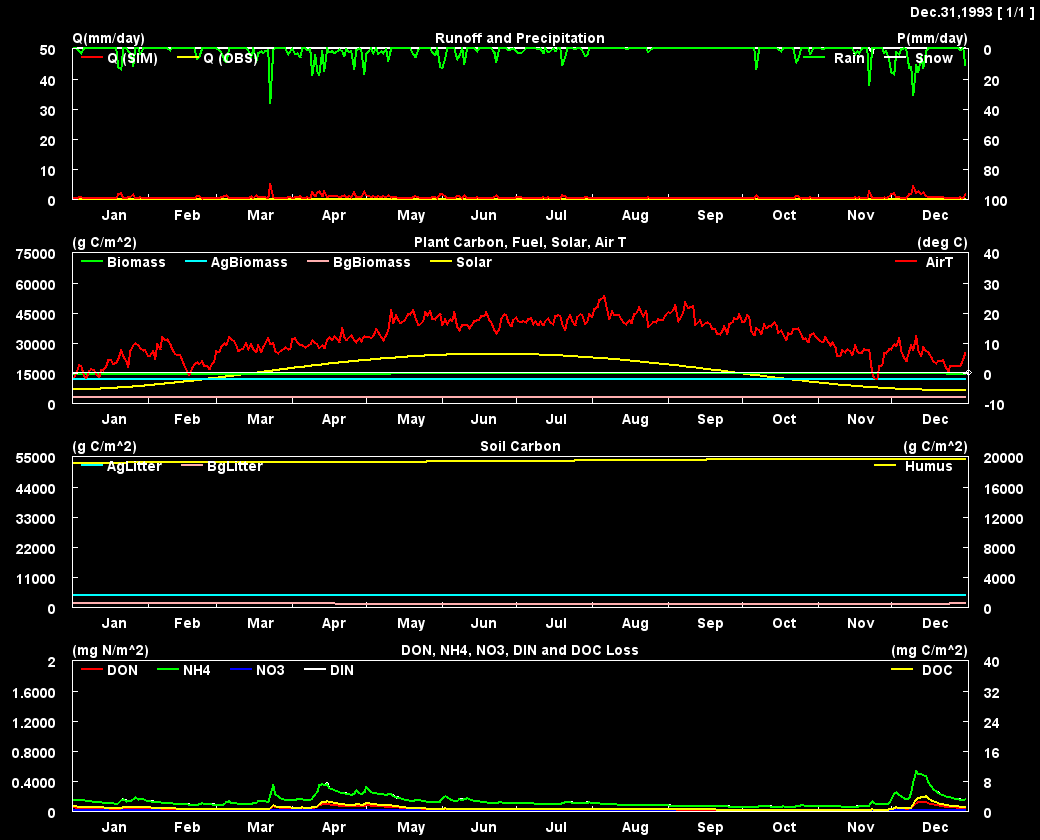 Dec.31,1993 [ 1/1 ]
Q(mm/day) Runoff and Precipitation P(mm/day)
50 0
Q (SIM) Q (OBS) Rain Snow
40 20
30 40
20 60
10 80
0 100
Jan Feb Mar Apr May Jun Jul Aug Sep Oct Nov Dec
(g C/m^2) Plant Carbon, Fuel, Solar, Air T (deg C)
75000 40
Biomass AgBiomass BgBiomass Solar AirT
60000 30
45000 20
30000 10
15000 0
0 -10
Jan Feb Mar Apr May Jun Jul Aug Sep Oct Nov Dec
(g C/m^2) Soil Carbon (g C/m^2)
55000 20000
AgLitter BgLitter Humus
44000 16000
33000 12000
22000 8000
11000 4000
0 0
Jan Feb Mar Apr May Jun Jul Aug Sep Oct Nov Dec
(mg N/m^2) DON, NH4, NO3, DIN and DOC Loss (mg C/m^2)
2 40
DON NH4 NO3 DIN DOC
1.6000 32
1.2000 24
0.8000 16
0.4000 8
0 0
Jan Feb Mar Apr May Jun Jul Aug Sep Oct Nov Dec